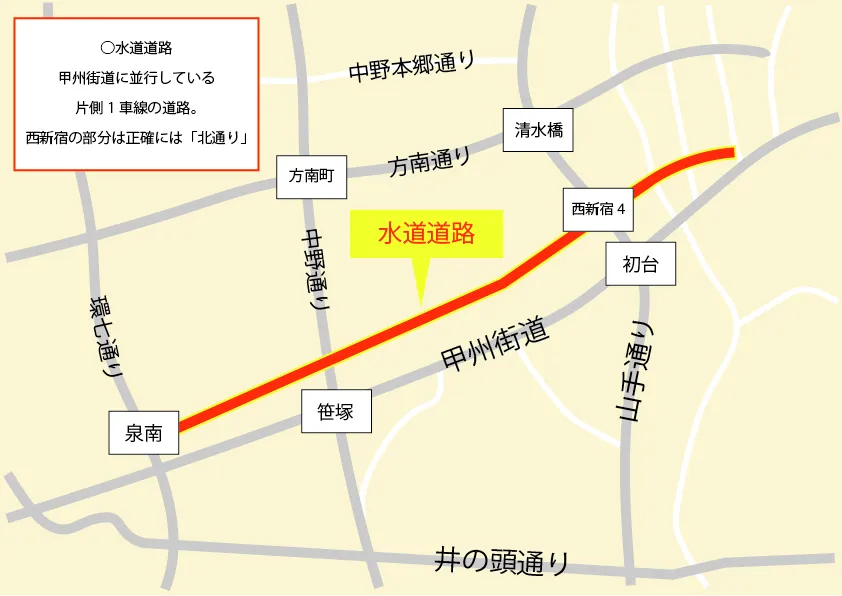 ○水道道路
甲州街道に並行している
片側1車線の道路。
西新宿の部分は正確には「北通り」
中野本郷通り
清水橋
方南通り
方南町
西新宿4
水道道路
中野通り
初台
環七通り
甲州街道
山手通り
笹塚
泉南
井の頭通り